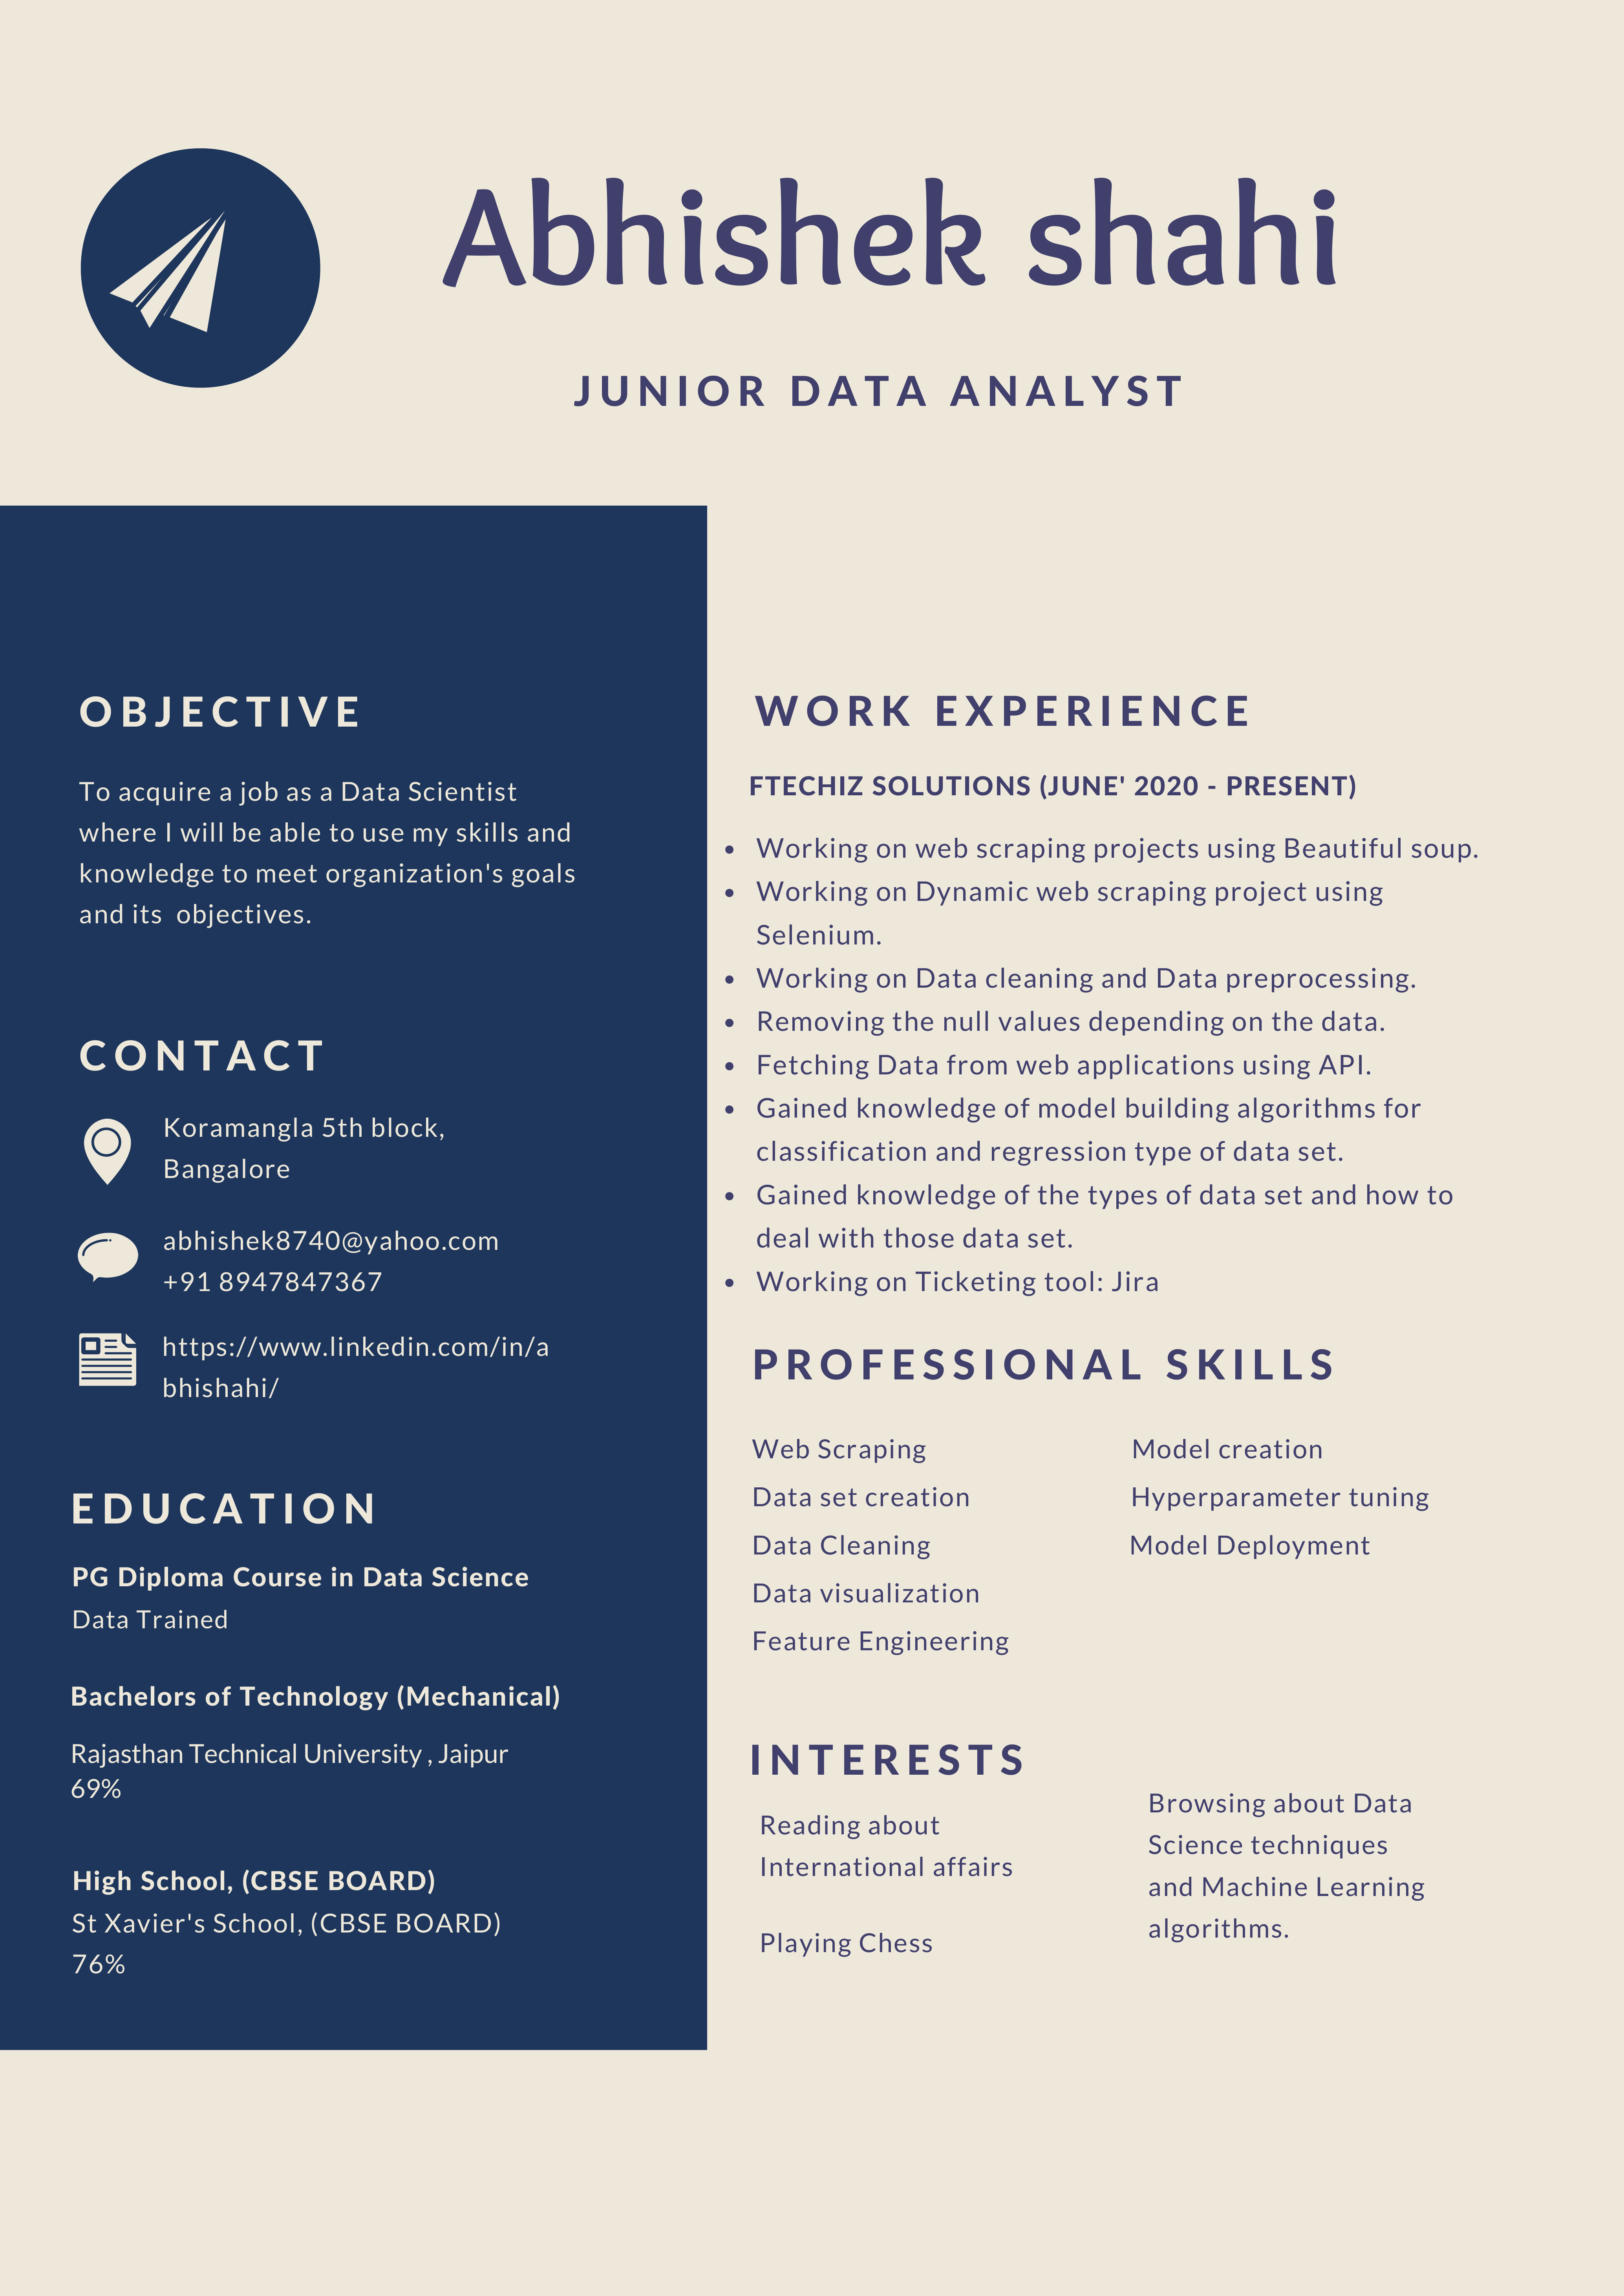 Abhishek shahi
JUNIOR DATA ANALYST
OBJECTIVE
To acquire a job as a Data Scientist
where I will be able to use my skills and
knowledge to meet organization's goals
and its  objectives.
CONTACT
Koramangla 5th block,
Bangalore
abhishek8740@yahoo.com
+91 8947847367
https://www.linkedin.com/in/a
bhishahi/
EDUCATION
PG Diploma Course in Data Science
Data Trained
Bachelors of Technology (Mechanical)
Rajasthan Technical University , Jaipur
69%
High School, (CBSE BOARD)
St Xavier's School, (CBSE BOARD)
76%
WORK EXPERIENCE
FTECHIZ SOLUTIONS (JUNE' 2020 - PRESENT)
• Working on web scraping projects using Beautiful soup.
• Working on Dynamic web scraping project using
Selenium.
• Working on Data cleaning and Data preprocessing.
• Removing the null values depending on the data.
• Fetching Data from web applications using API.
• Gained knowledge of model building algorithms for
classification and regression type of data set.
• Gained knowledge of the types of data set and how to
deal with those data set.
• Working on Ticketing tool: Jira
PROFESSIONAL SKILLS
Web Scraping
Data set creation
Data Cleaning
Data visualization
Feature Engineering
Model creation
Hyperparameter tuning
Model Deployment
INTERESTS
Reading about
International affairs
Playing Chess
Browsing about Data
Science techniques
and Machine Learning
algorithms.